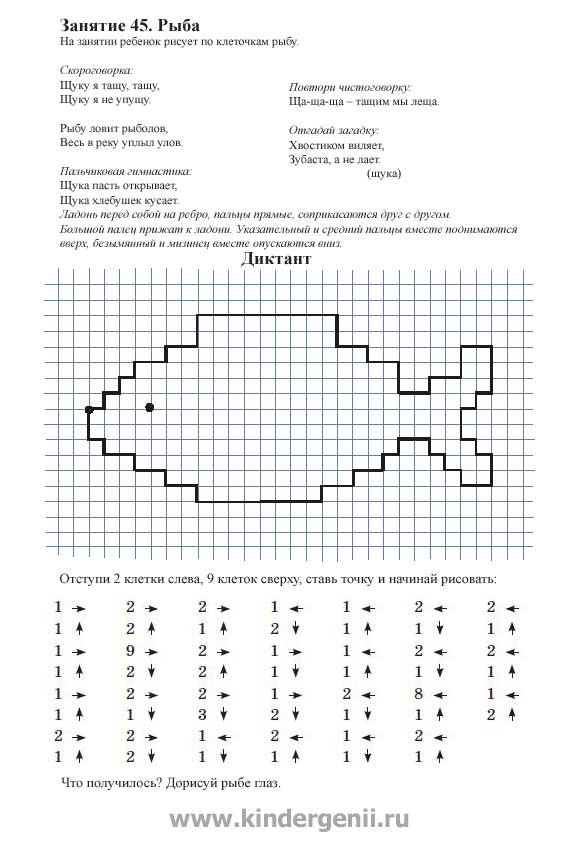 Занятие 45. Рыба
На занятии ребенок рисует по клеточкам рыбу.
Скороговорка:
Щуку я тащу, тащу,
Щуку я не упущу.
Рыбу ловит рыболов,
Весь в реку уплыл улов.
Пальчиковая гимнастика:
Щука пасть открывает,
Щука хлебушек кусает.
Повтори чистоговорку:
Ща-ща-ща – тащим мы леща.
Отгадай загадку:
Хвостиком виляет,
Зубаста, а не лает.
(щука)
Ладонь перед собой на ребро, пальцы прямые, соприкасаются друг с другом.
Большой палец прижат к ладони. Указательный и средний пальцы вместе поднимаются
вверх, безымянный и мизинец вместе опускаются вниз.
Диктант
Отступи 2 клетки слева, 9 клеток сверху, ставь точку и начинай рисовать:
1 → 2 → 2 → 1 ← 1 ← 2 ← 2 ←
1 ↑ 2 ↑ 1 ↑ 2 ↓ 1 ↑ 1 ↓ 1 ↑
1 → 9 → 2 → 1 → 1 ← 2 ← 2 ←
1 ↑ 2 ↓ 2 ↑ 1 ↓ 1 ↑ 1 ↓ 1 ↑
1 → 2 → 2 → 1 → 2 ← 8 ← 1 ←
1 ↑ 1 ↓ 3 ↓ 2 ↓ 1 ↓ 1 ↑ 2 ↑
2 → 2 → 1 ← 2 ← 1 ← 2 ←
1 ↑ 2 ↓ 1 ↓ 1 ↑ 1 ↓ 1 ↑
Что получилось? Дорисуй рыбе глаз.
www.kindergenii.ru